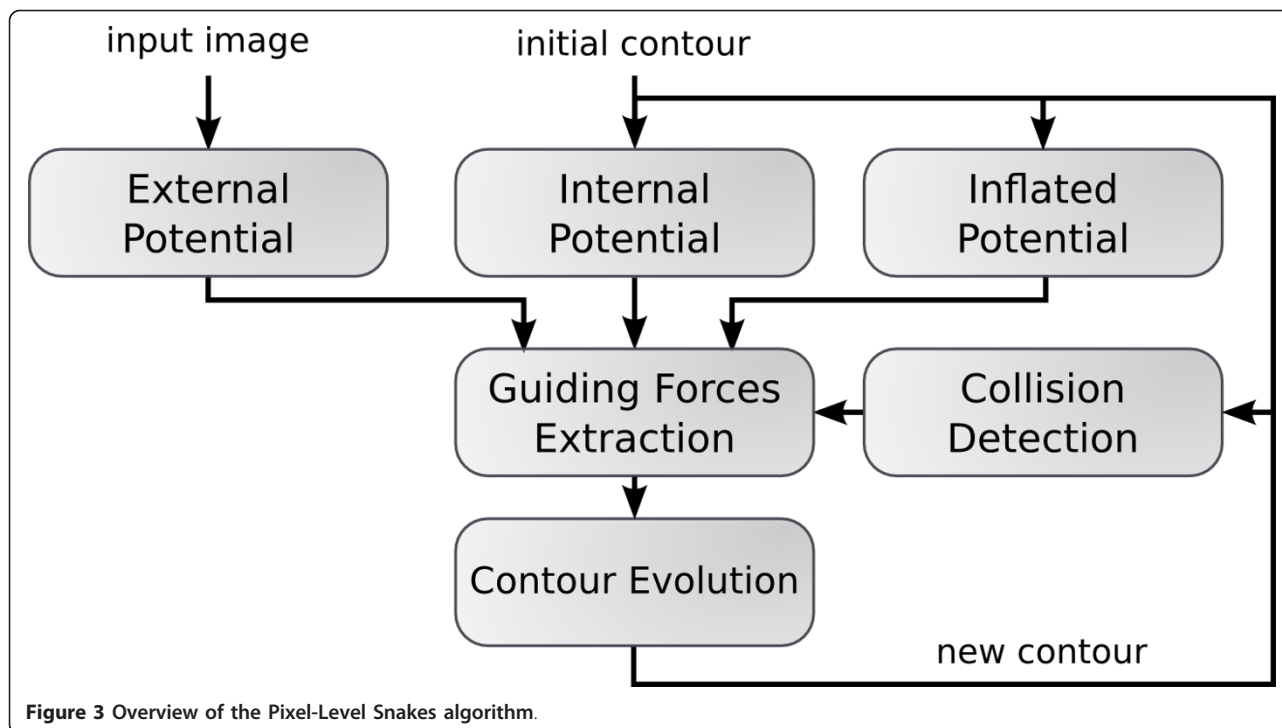 input image
initial contour
External
Potential
Internal
Potential
Inflated
Potential
Guiding Forces
Extraction
Collision
Detection
Contour Evolution
new contour
Figure 3 Overview of the Pixel-Level Snakes algorithm.